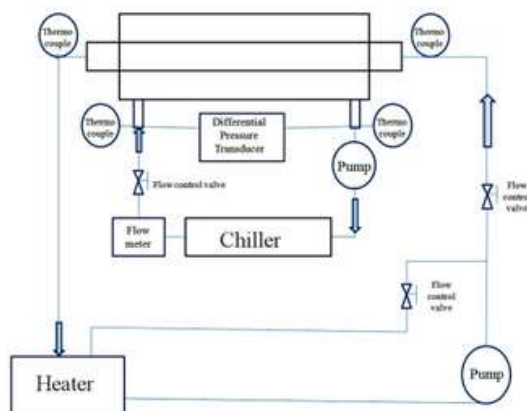 Thermo
couple
Thermo
couple
Thermo
couple
Differential
Pressure
Transducer
Thermo
couple
Pump
Flow control valve
Flow
control
valve
Flow
meter
Chiller
Flow
control
valve
Heater
Pump